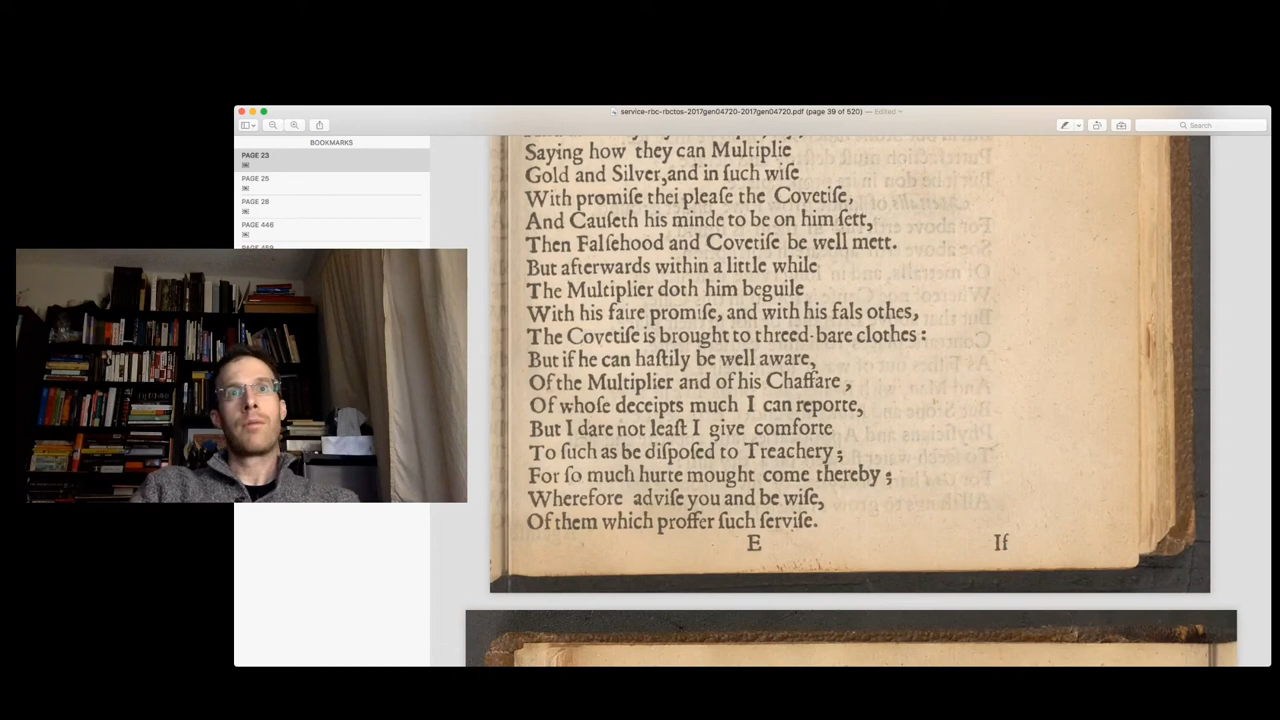 service-rbc-rbctos-2017gen04720-2017gen04720.pdf (page 39 of 520) — Edited
Search
BOOKMARKS
PAGE 23
PAGE 25
PAGE 28
PAGE 446
Saying how they can Multiplie
Gold and Silver,and in ſuch wiſe
With promiſe thei pleaſe the Covetiſe,
And Cauſeth his minde to be on him ſett,
Then Falſehood and Covetiſe be well mett.
But afterwards within a little while
The Multiplier doth him beguile
With his faire promiſe, and with his fals othes,
The Covetiſe is brought to threed-bare clothes :
But if he can haſtily be well aware,
Of the Multiplier and of his Chaffare ,
Of whoſe deceipts much I can reporte,
But I dare not leaſt I give comforte
To ſuch as be diſpoſed to Treachery ;
For ſo much hurte mought come thereby ;
Wherefore adviſe you and be wiſe,
Of them which proffer ſuch ſerviſe.
E
If